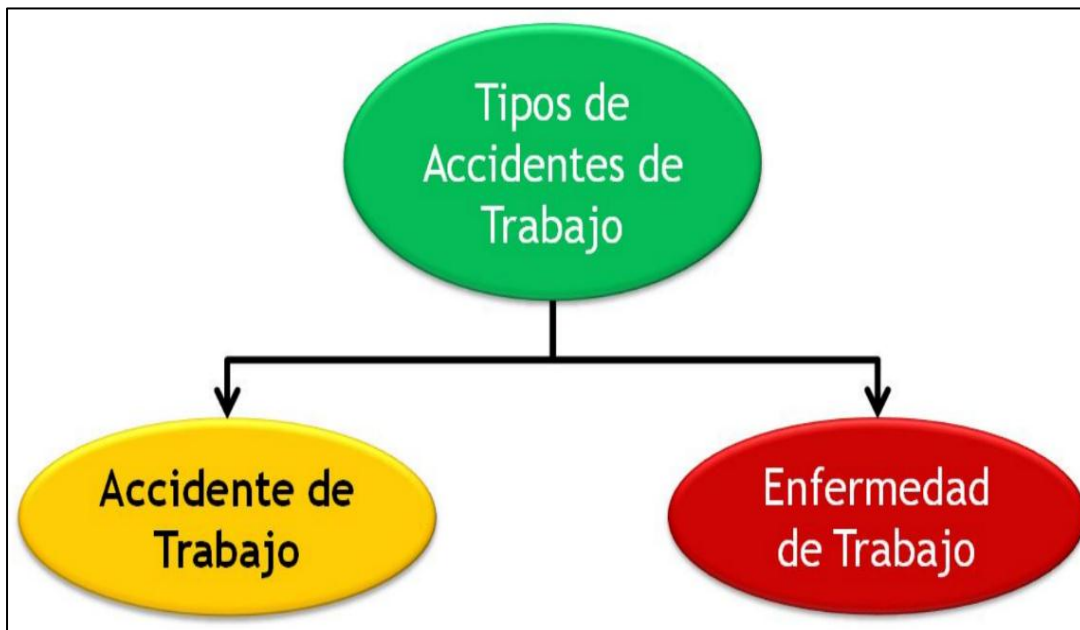 Tipos de
Accidentes de
Trabajo
Accidente de
Trabajo
Enfermedad
de Trabajo